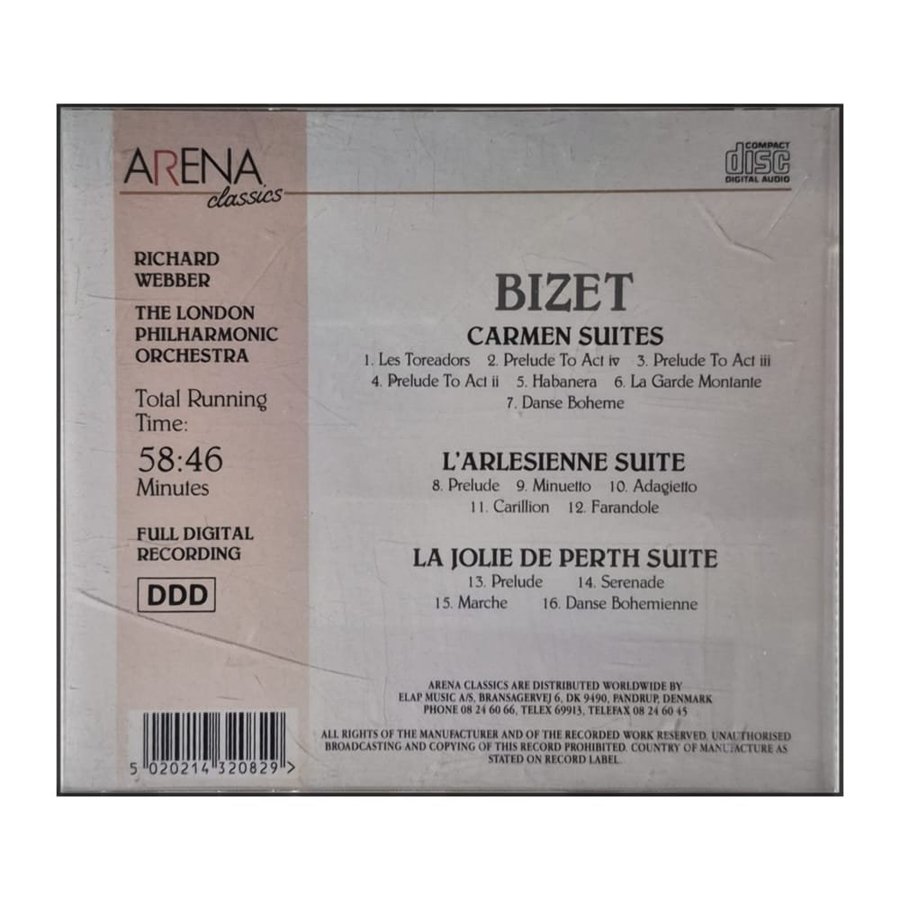 ARENA
classics
COMPACT
disc
DIGITAL AUDIO
RICHARD
WEBBER
THE LONDON
PHILHARMONIC
ORCHESTRA
Total Running
Time:
58:46
Minutes
FULL DIGITAL
RECORDING
DDD
BIZET
CARMEN SUITES
1. Les Toreadors 2. Prelude To Act iv 3. Prelude To Act iii
4. Prelude To Act ii 5. Habanera 6. La Garde Montante
7. Danse Boheme
L'ARLESIENNE SUITE
8. Prelude 9. Minuetto 10. Adagietto
11. Carillion 12. Farandole
LA JOLIE DE PERTH SUITE
13. Prelude 14. Serenade
15. Marche 16. Danse Bohemienne
ARENA CLASSICS ARE DISTRIBUTED WORLDWIDE BY
ELAP MUSIC A/S, BRANSAGERVEJ 6, DK 9490, PANDRUP, DENMARK
PHONE 08 24 60 66, TELEX 69913, TELEFAX 08 24 60 45
ALL RIGHTS OF THE MANUFACTURER AND OF THE RECORDED WORK RESERVED. UNAUTHORISED
BROADCASTING AND COPYING OF THIS RECORD PROHIBITED. COUNTRY OF MANUFACTURE AS
STATED ON RECORD LABEL.
5 020214 320829 >